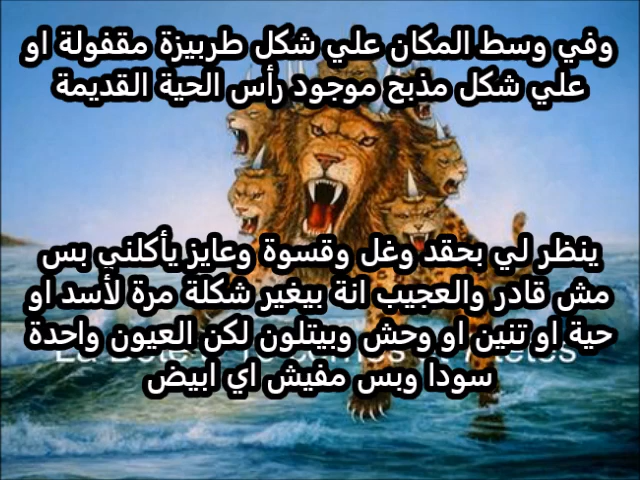 وفي وسط المكان علي شكل طربيزة مقفولة او
علي شكل مذبح موجود رأس الحية القديمة
ينظر لي بحقد وغل وقسوة وعايز يأكلني بس
مش قادر والعجيب انة بيغير شكلة مرة لأسد او
حية او تنين او وحش وبيتلون لكن العيون واحدة
سودا وبس مفيش اي ابيض